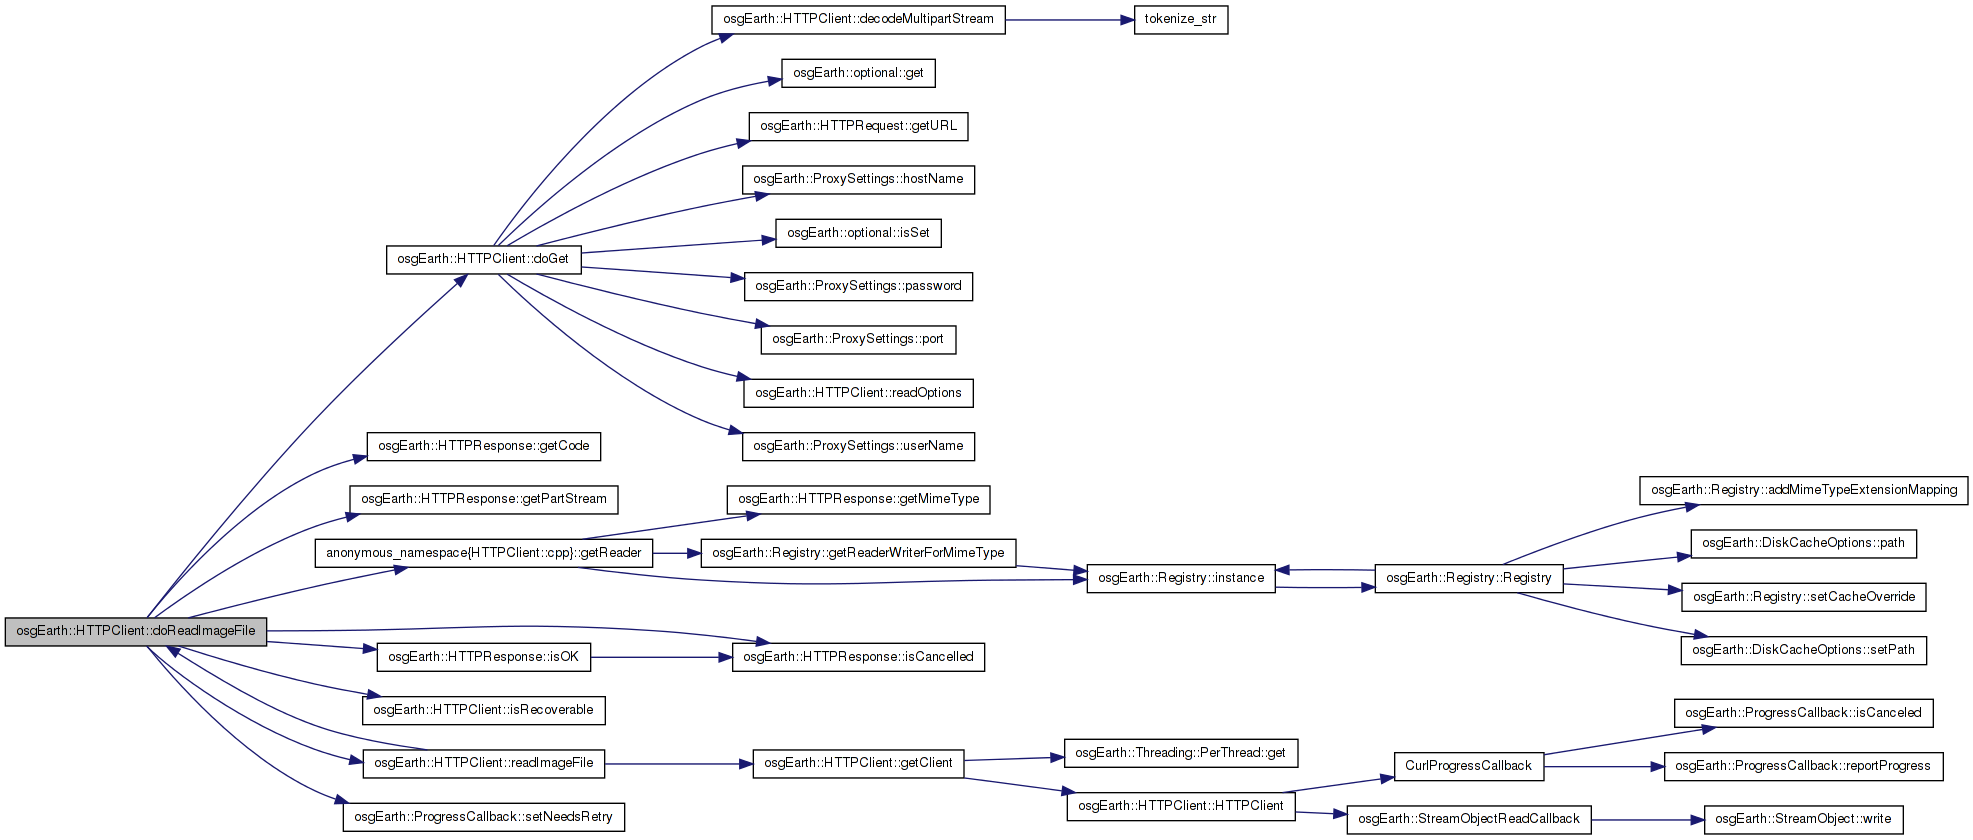 osgEarth::HTTPClient::decodeMultipartStream
tokenize_str
osgEarth::optional::get
osgEarth::HTTPRequest::getURL
osgEarth::ProxySettings::hostName
osgEarth::optional::isSet
osgEarth::HTTPClient::doGet
osgEarth::ProxySettings::password
osgEarth::ProxySettings::port
osgEarth::HTTPClient::readOptions
osgEarth::ProxySettings::userName
osgEarth::HTTPResponse::getCode
osgEarth::HTTPResponse::getPartStream
osgEarth::HTTPResponse::getMimeType
osgEarth::Registry::addMimeTypeExtensionMapping
anonymous_namespace{HTTPClient::cpp}::getReader
osgEarth::Registry::getReaderWriterForMimeType
osgEarth::DiskCacheOptions::path
osgEarth::Registry::instance
osgEarth::Registry::Registry
osgEarth::Registry::setCacheOverride
osgEarth::HTTPClient::doReadImageFile
osgEarth::HTTPResponse::isOK
osgEarth::HTTPResponse::isCancelled
osgEarth::DiskCacheOptions::setPath
osgEarth::HTTPClient::isRecoverable
osgEarth::ProgressCallback::isCanceled
osgEarth::HTTPClient::readImageFile
osgEarth::HTTPClient::getClient
osgEarth::Threading::PerThread::get
CurlProgressCallback
osgEarth::ProgressCallback::reportProgress
osgEarth::ProgressCallback::setNeedsRetry
osgEarth::HTTPClient::HTTPClient
osgEarth::StreamObjectReadCallback
osgEarth::StreamObject::write